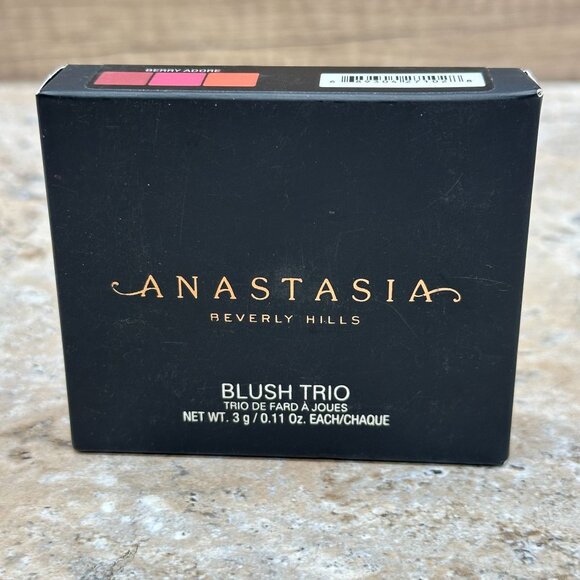 BERRY ADORE
ANASTASIA
BEVERLY HILLS
BLUSH TRIO
TRIO DE FARD À JOUES
NET WT. 3 g / 0.11 Oz. EACH/CHAQUE